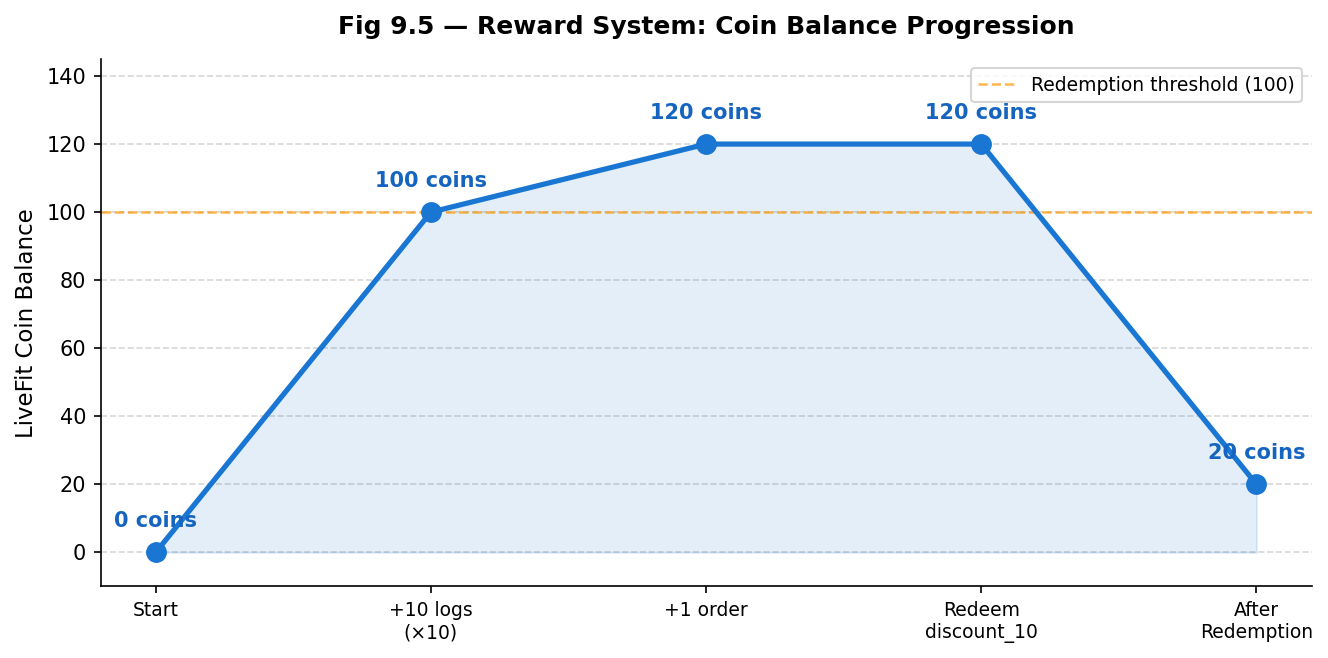 Fig 9.5 — Reward System: Coin Balance Progression
Redemption threshold (100)
LiveFit Coin Balance
140
120
100
80
60
40
20
0
0 coins
100 coins
120 coins
120 coins
20 coins
Start
+10 logs
(×10)
+1 order
Redeem
discount_10
After
Redemption